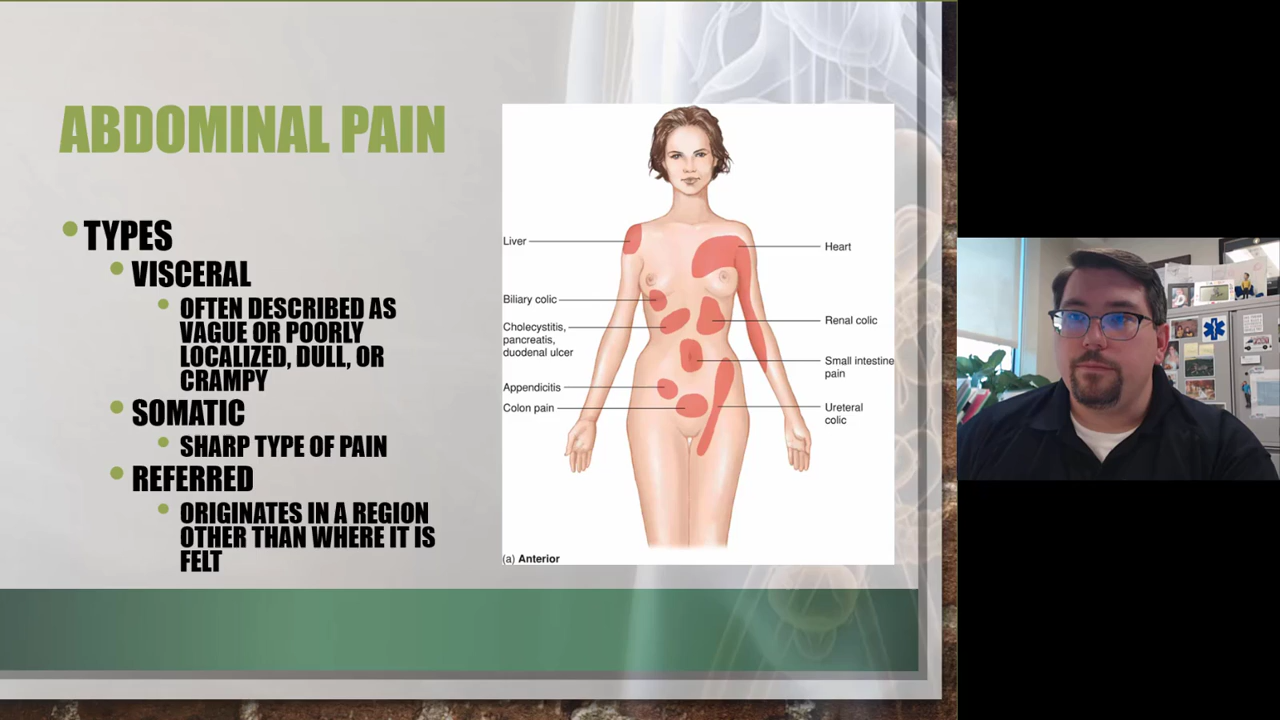 ABDOMINAL PAIN
• TYPES
• VISCERAL
• OFTEN DESCRIBED AS
VAGUE OR POORLY
LOCALIZED, DULL, OR
CRAMPY
• SOMATIC
• SHARP TYPE OF PAIN
• REFERRED
• ORIGINATES IN A REGION
OTHER THAN WHERE IT IS
FELT
Liver
Biliary colic
Cholecystitis,
pancreatis,
duodenal ulcer
Appendicitis
Colon pain
Heart
Renal colic
Small intestine
pain
Ureteral
colic
(a) Anterior